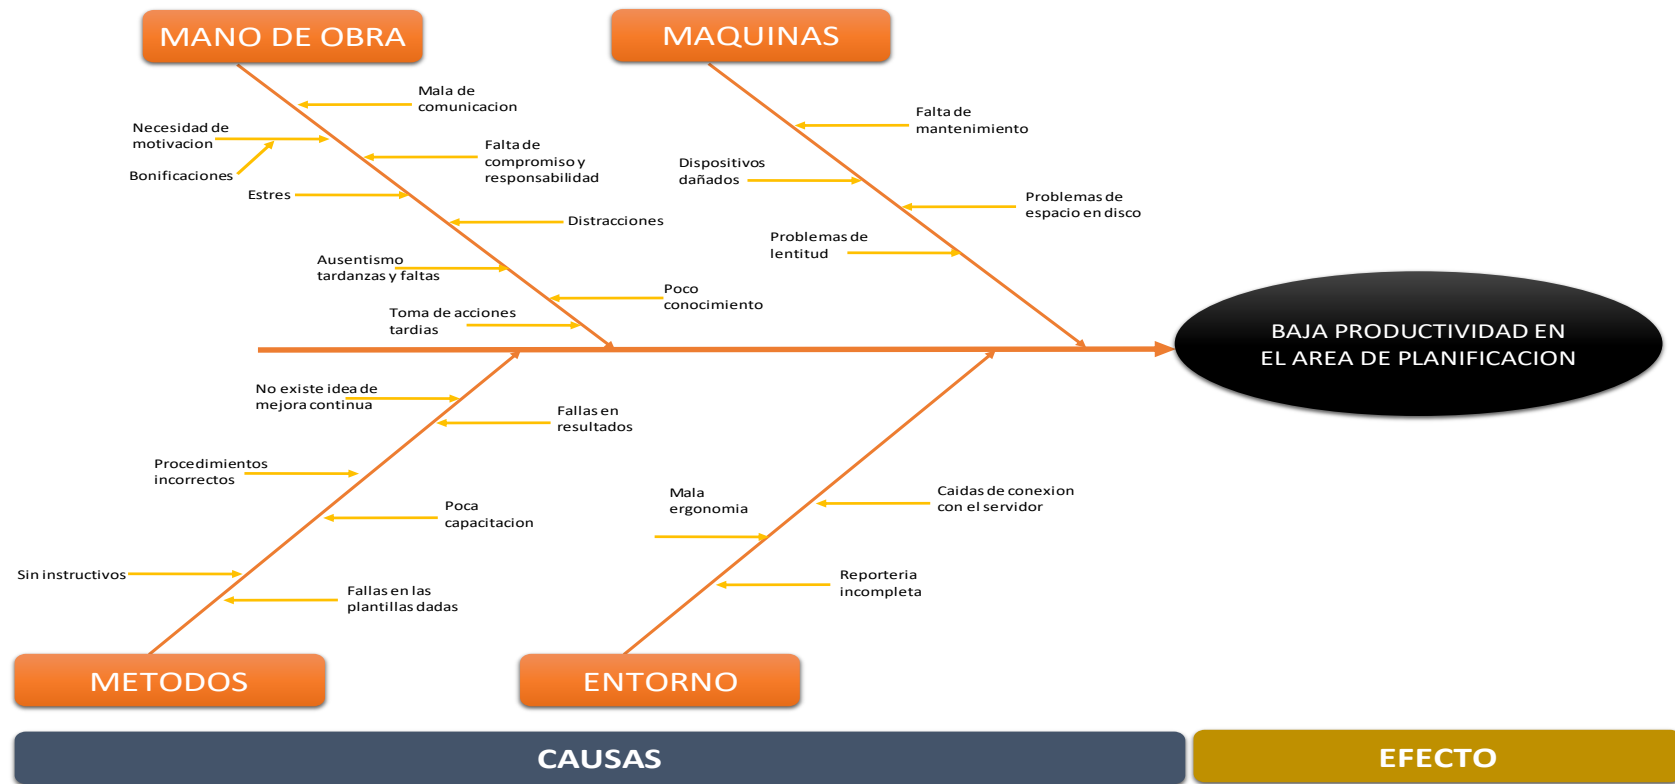 MANO DE OBRA
MAQUINAS
Mala de
comunicacion
Necesidad de
motivacion
Bonificaciones
Falta de
compromiso y
responsabilidad
Estres
Distracciones
Ausentismo
tardanzas y faltas
Poco
conocimiento
Toma de acciones
tardias
Falta de
mantenimiento
Dispositivos
dañados
Problemas de
espacio en disco
Problemas de
lentitud
BAJA PRODUCTIVIDAD EN
EL AREA DE PLANIFICACION
No existe idea de
mejora continua
Fallas en
resultados
Procedimientos
incorrectos
Poca
capacitacion
Sin instructivos
Fallas en las
plantillas dadas
Mala
ergonomia
Caidas de conexion
con el servidor
Reporteria
incompleta
METODOS
ENTORNO
CAUSAS
EFECTO